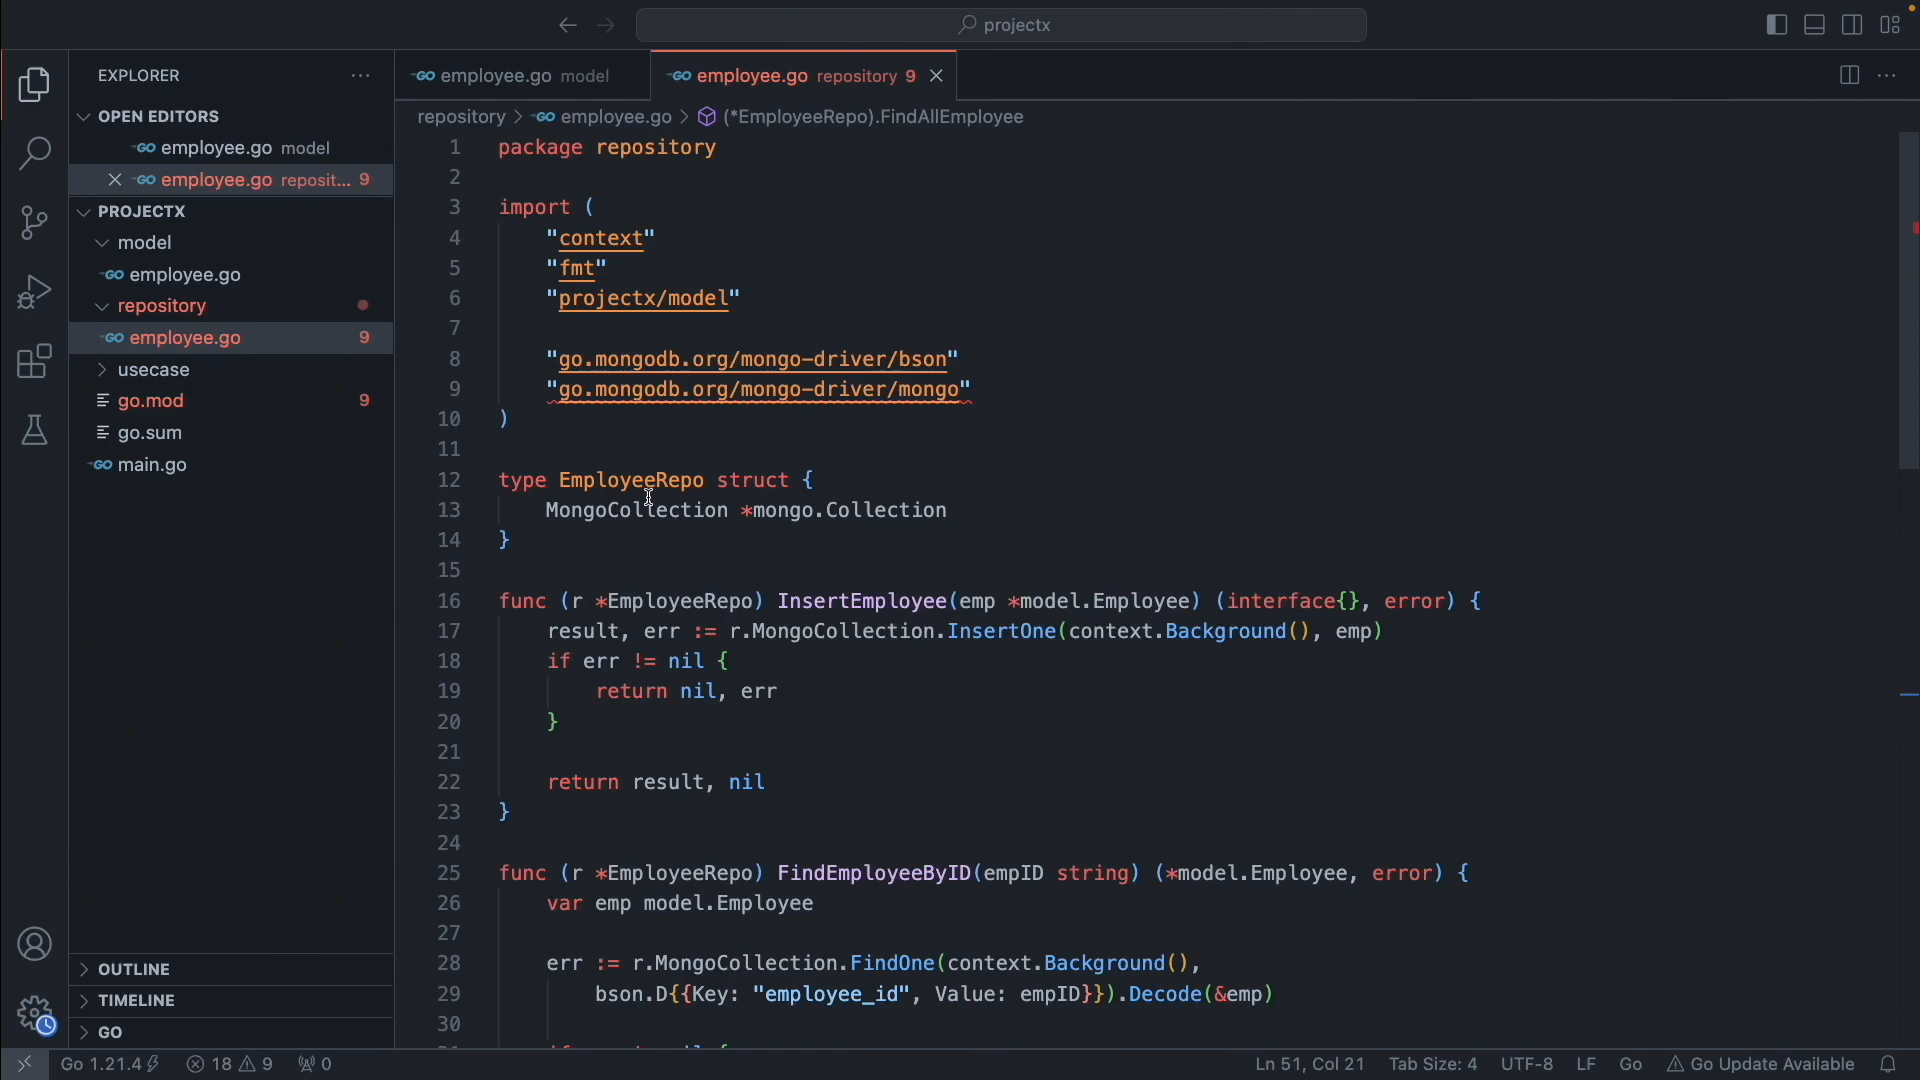 projectx
EXPLORER
employee.go model
employee.go repository 9
OPEN EDITORS
repository > employee.go > (*EmployeeRepo).FindAllEmployee
employee.go model
employee.go reposit... 9
PROJECTX
model
employee.go
repository
employee.go 9
usecase
go.mod 9
go.sum
main.go
1 package repository
2
3 import (
4 "context"
5 "fmt"
6 "projectx/model"
7
8 "go.mongodb.org/mongo-driver/bson"
9 "go.mongodb.org/mongo-driver/mongo"
10 )
11
12 type EmployeeRepo struct {
13 MongoCollection *mongo.Collection
14 }
15
16 func (r *EmployeeRepo) InsertEmployee(emp *model.Employee) (interface{}, error) {
17 result, err := r.MongoCollection.InsertOne(context.Background(), emp)
18 if err != nil {
19 return nil, err
20 }
21
22 return result, nil
23 }
24
25 func (r *EmployeeRepo) FindEmployeeByID(empID string) (*model.Employee, error) {
26 var emp model.Employee
27
28 err := r.MongoCollection.FindOne(context.Background(),
29 bson.D{{Key: "employee_id", Value: empID}}).Decode(&emp)
30
OUTLINE
TIMELINE
GO
Go 1.21.4
18
9
0
Ln 51, Col 21
Tab Size: 4
UTF-8
LF
Go
Go Update Available